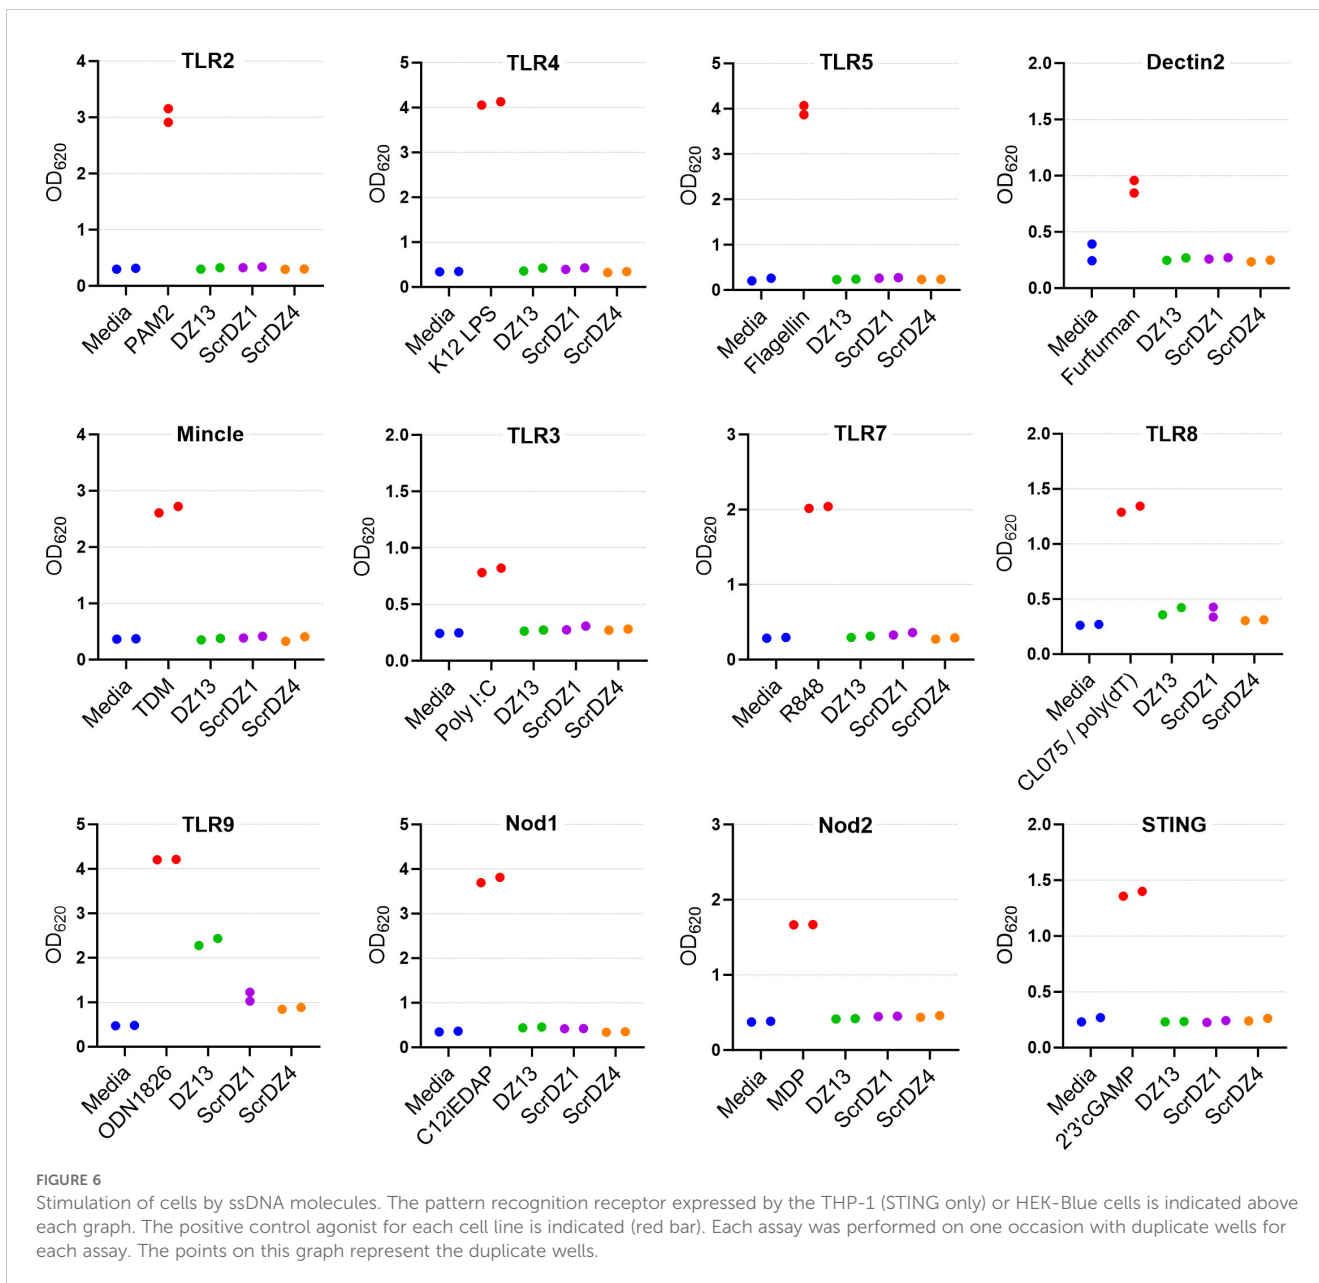 TLR2
4
3
2
1
0
OD620
Media
PAM2
DZ13
ScrDZ1
ScrDZ4
TLR4
5
4
3
2
1
0
OD620
Media
K12 LPS
DZ13
ScrDZ1
ScrDZ4
TLR5
5
4
3
2
1
0
OD620
Media
Flagellin
DZ13
ScrDZ1
ScrDZ4
Dectin2
2.0
1.5
1.0
0.5
0.0
OD620
Media
Furfurman
DZ13
ScrDZ1
ScrDZ4
Mincle
4
3
2
1
0
OD620
Media
TDM
DZ13
ScrDZ1
ScrDZ4
TLR3
2.0
1.5
1.0
0.5
0.0
OD620
Media
Poly I:C
DZ13
ScrDZ1
ScrDZ4
TLR7
3
2
1
0
OD620
Media
R848
DZ13
ScrDZ1
ScrDZ4
TLR8
2.0
1.5
1.0
0.5
0.0
OD620
Media
CL075 / poly(dT)
DZ13
ScrDZ1
ScrDZ4
TLR9
5
4
3
2
1
0
OD620
Media
ODN1826
DZ13
ScrDZ1
ScrDZ4
Nod1
5
4
3
2
1
0
OD620
Media
C12iEDAP
DZ13
ScrDZ1
ScrDZ4
Nod2
3
2
1
0
OD620
Media
MDP
DZ13
ScrDZ1
ScrDZ4
STING
2.0
1.5
1.0
0.5
0.0
OD620
Media
2'3'cGAMP
DZ13
ScrDZ1
ScrDZ4
FIGURE 6
Stimulation of cells by ssDNA molecules. The pattern recognition receptor expressed by the THP-1 (STING only) or HEK-Blue cells is indicated above
each graph. The positive control agonist for each cell line is indicated (red bar). Each assay was performed on one occasion with duplicate wells for
each assay. The points on this graph represent the duplicate wells.